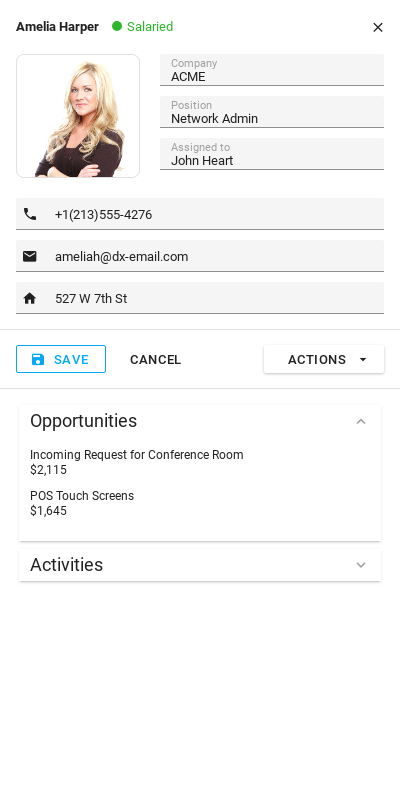 Amelia Harper Salaried
Company
ACME
Position
Network Admin
Assigned to
John Heart
+1(213)555-4276
ameliah@dx-email.com
527 W 7th St
SAVE CANCEL ACTIONS
Opportunities
Incoming Request for Conference Room
$2,115
POS Touch Screens
$1,645
Activities